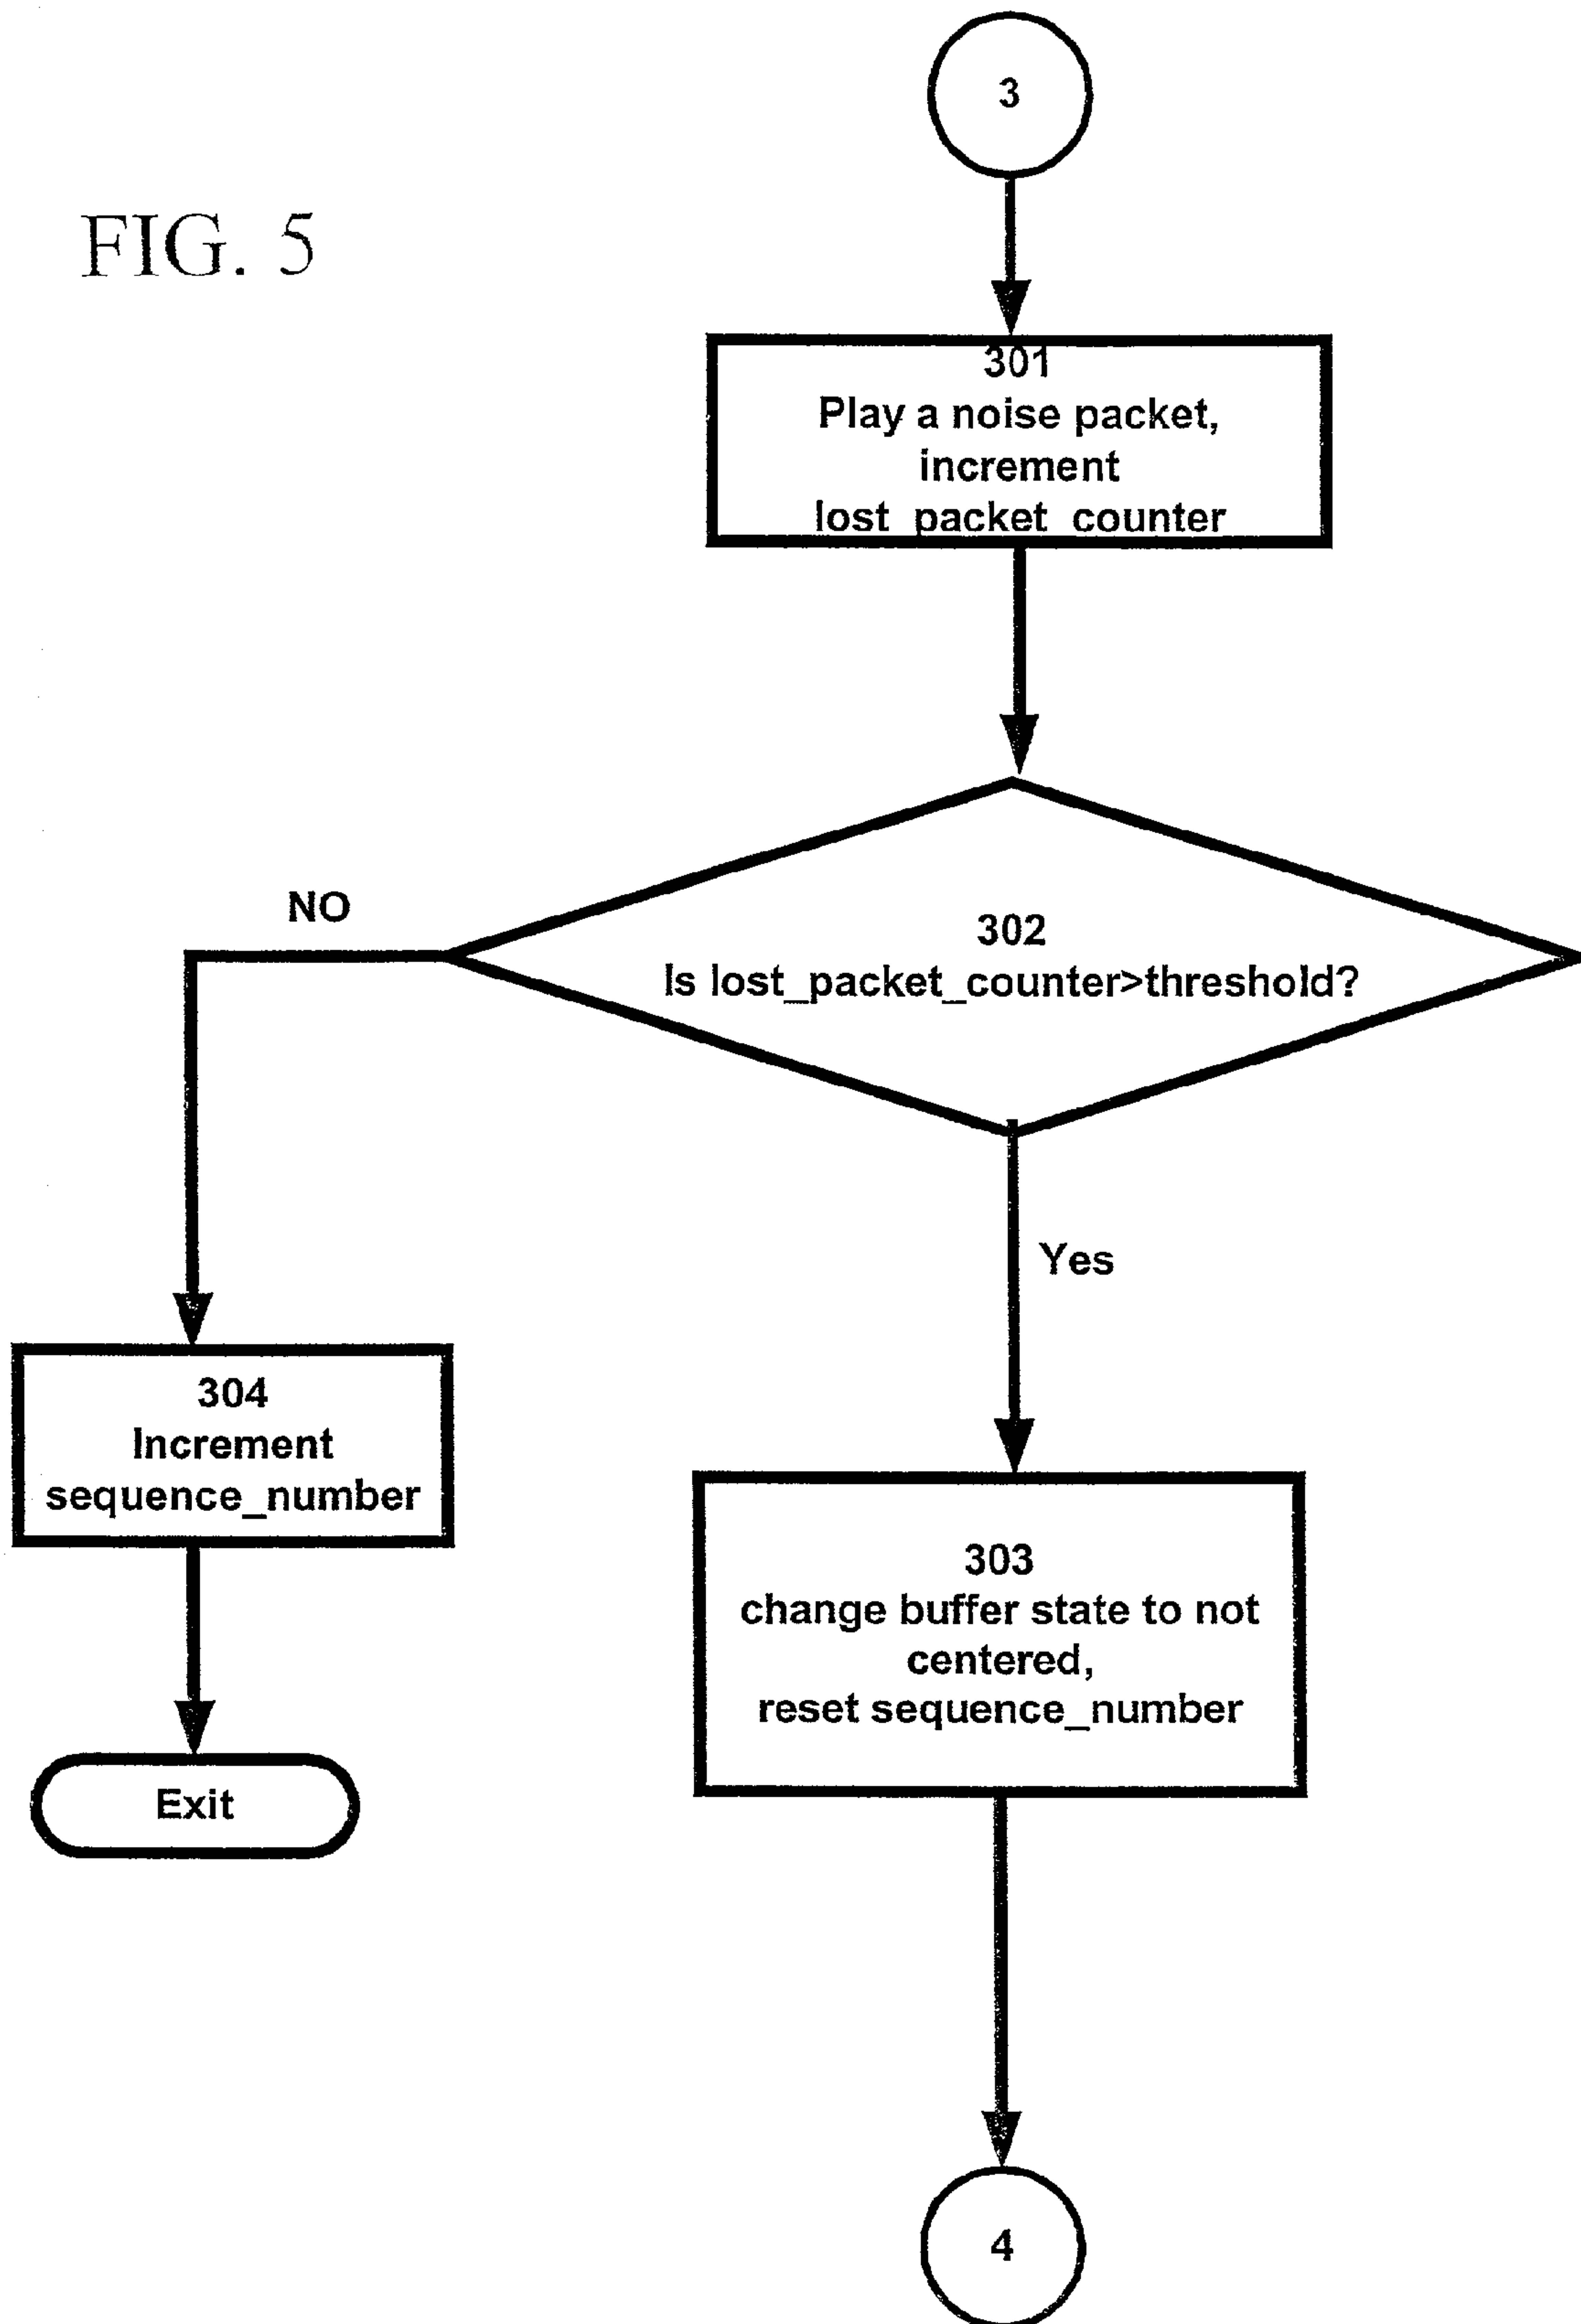 3
FIG. 5
301
Play a noise packet,
increment
lost_packet_counter
NO
302
Is lost_packet_counter>threshold?
Yes
304
Increment
sequence_number
303
change buffer state to not
centered,
reset sequence_number
Exit
4